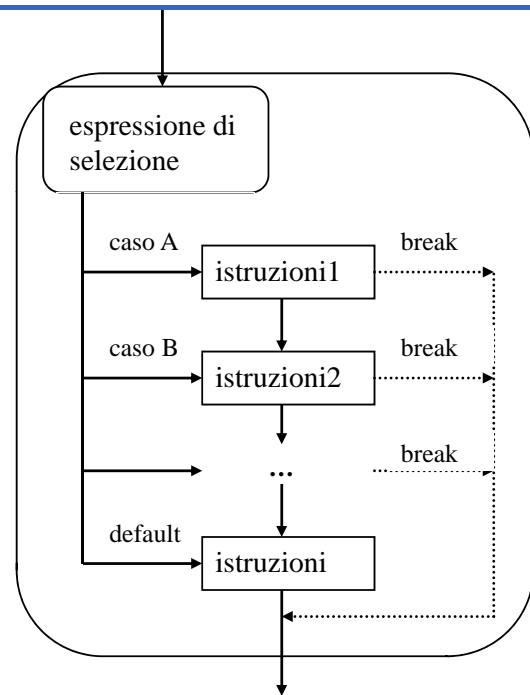 espressione di
selezione
caso A
istruzioni1
break
caso B
istruzioni2
break
...
break
default
istruzioni